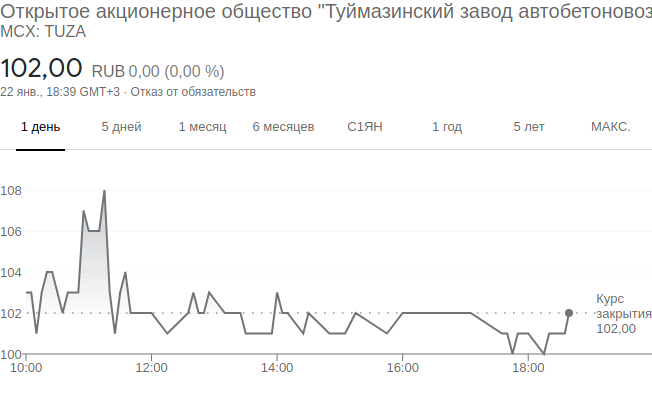 Открытое акционерное общество "Туймазинский завод автобетоновоз
MCX: TUZA
102,00 RUB 0,00 (0,00 %)
22 янв., 18:39 GMT+3 · Отказ от обязательств
1 день 5 дней 1 месяц 6 месяцев С1ЯН 1 год 5 лет МАКС.
108
106
104
102
100
Курс
закрытия
102,00
10:00 12:00 14:00 16:00 18:00